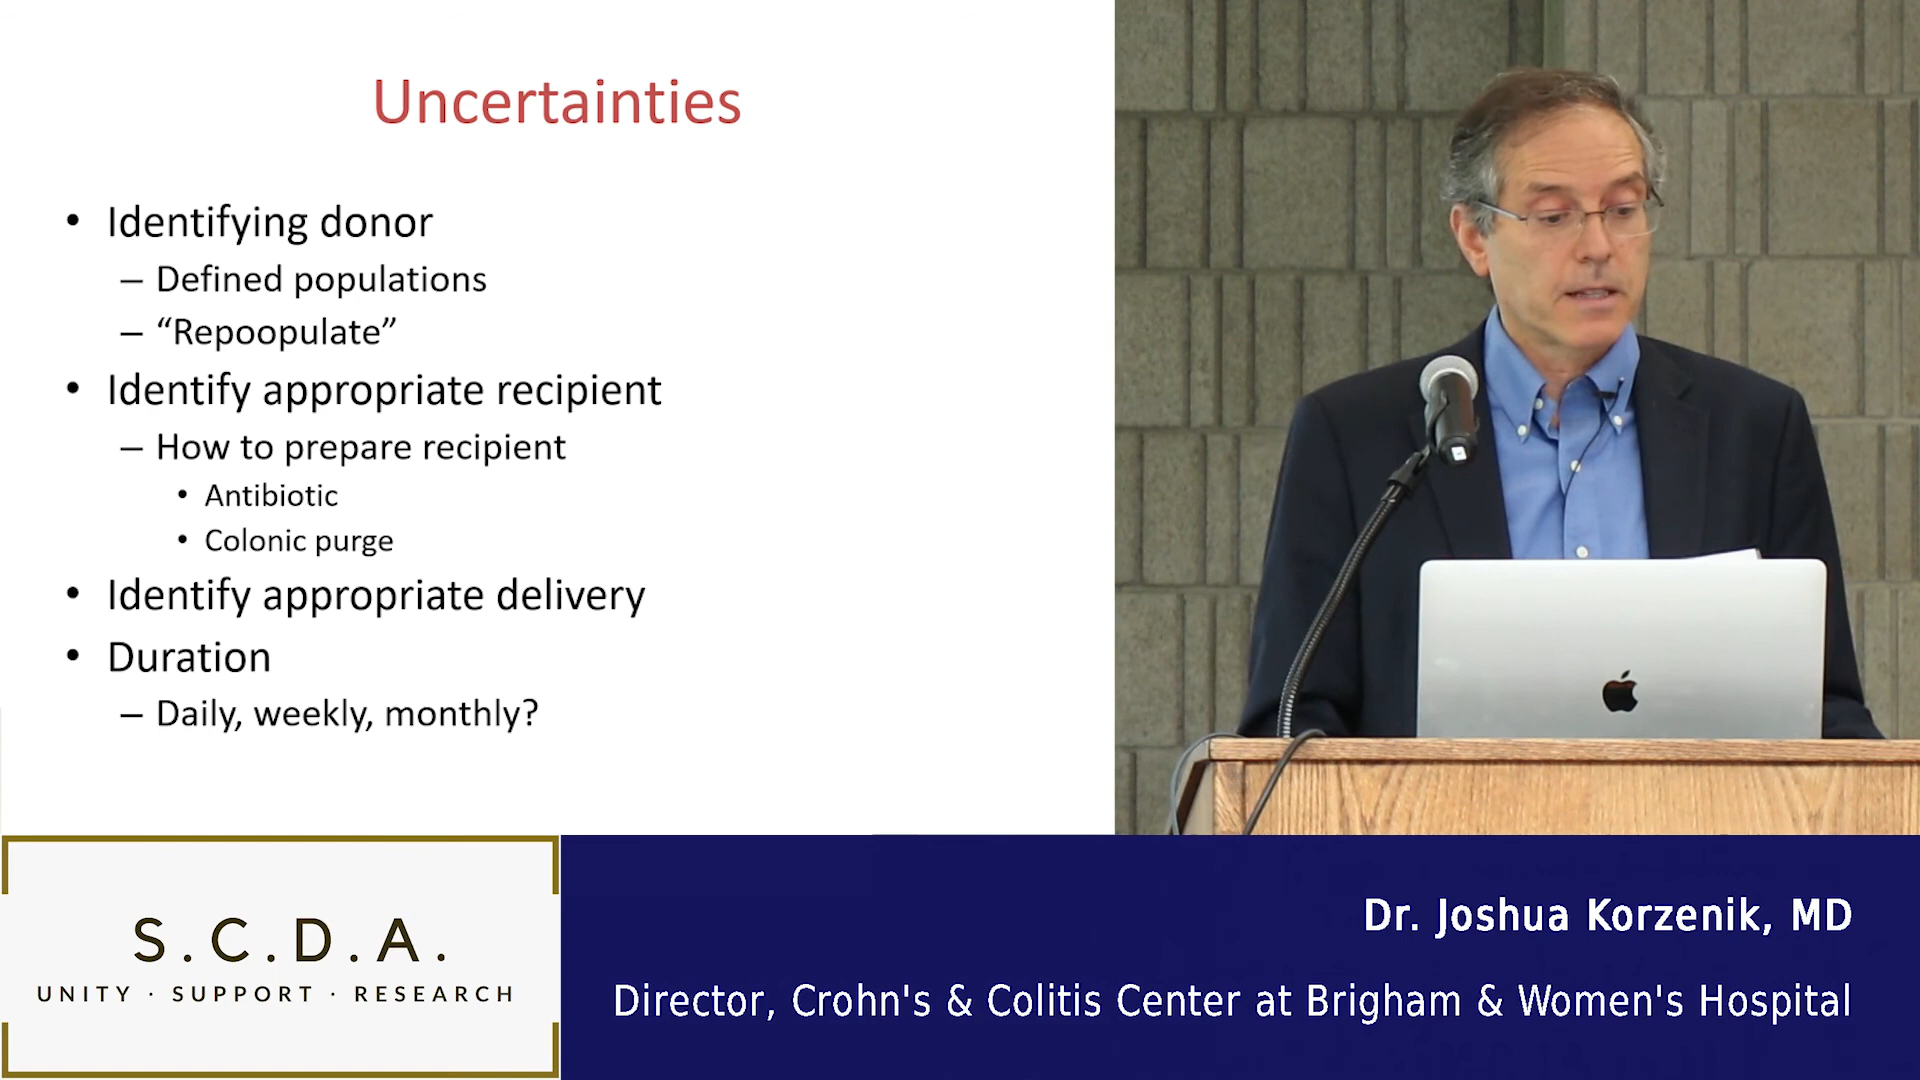 Uncertainties
• Identifying donor
– Defined populations
– “Repoopulate”
• Identify appropriate recipient
– How to prepare recipient
• Antibiotic
• Colonic purge
• Identify appropriate delivery
• Duration
– Daily, weekly, monthly?
S.C.D.A.
UNITY · SUPPORT · RESEARCH
Dr. Joshua Korzenik, MD
Director, Crohn's & Colitis Center at Brigham & Women's Hospital